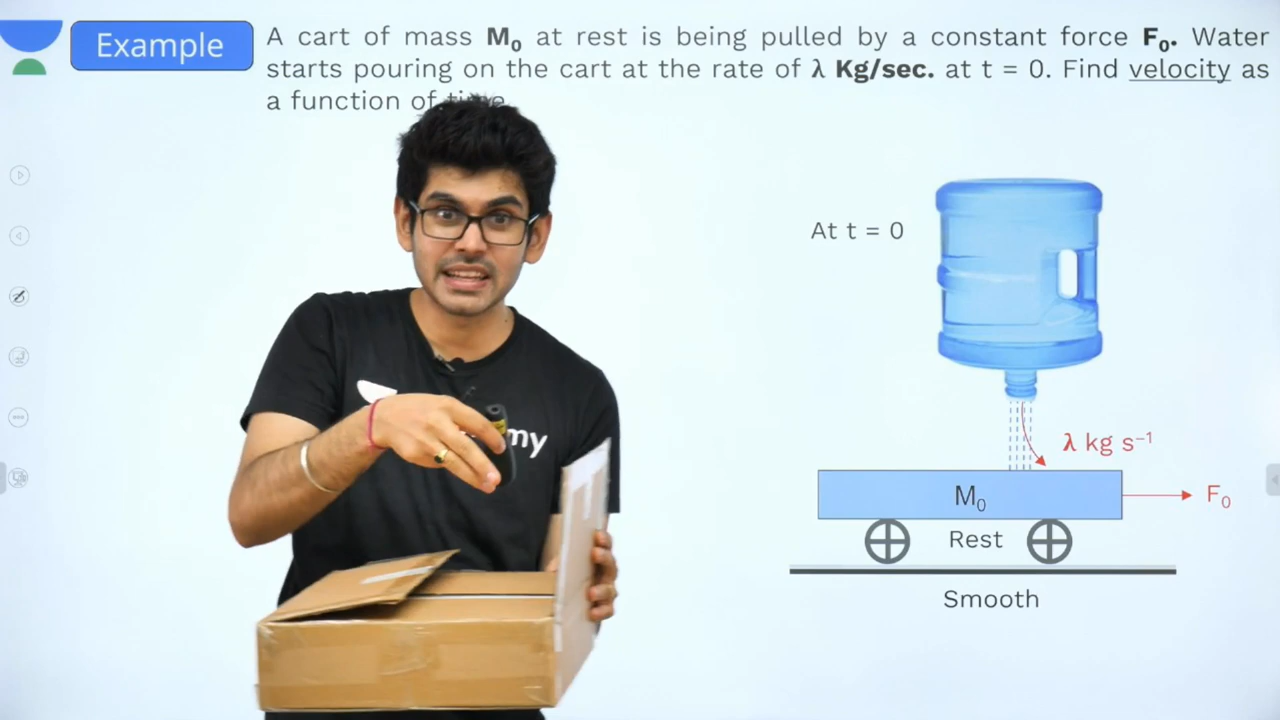 Example
A cart of mass M₀ at rest is being pulled by a constant force F₀. Water
starts pouring on the cart at the rate of λ Kg/sec. at t = 0. Find velocity as
a function of time.
At t = 0
my
λ kg s⁻¹
M₀
F₀
Rest
Smooth